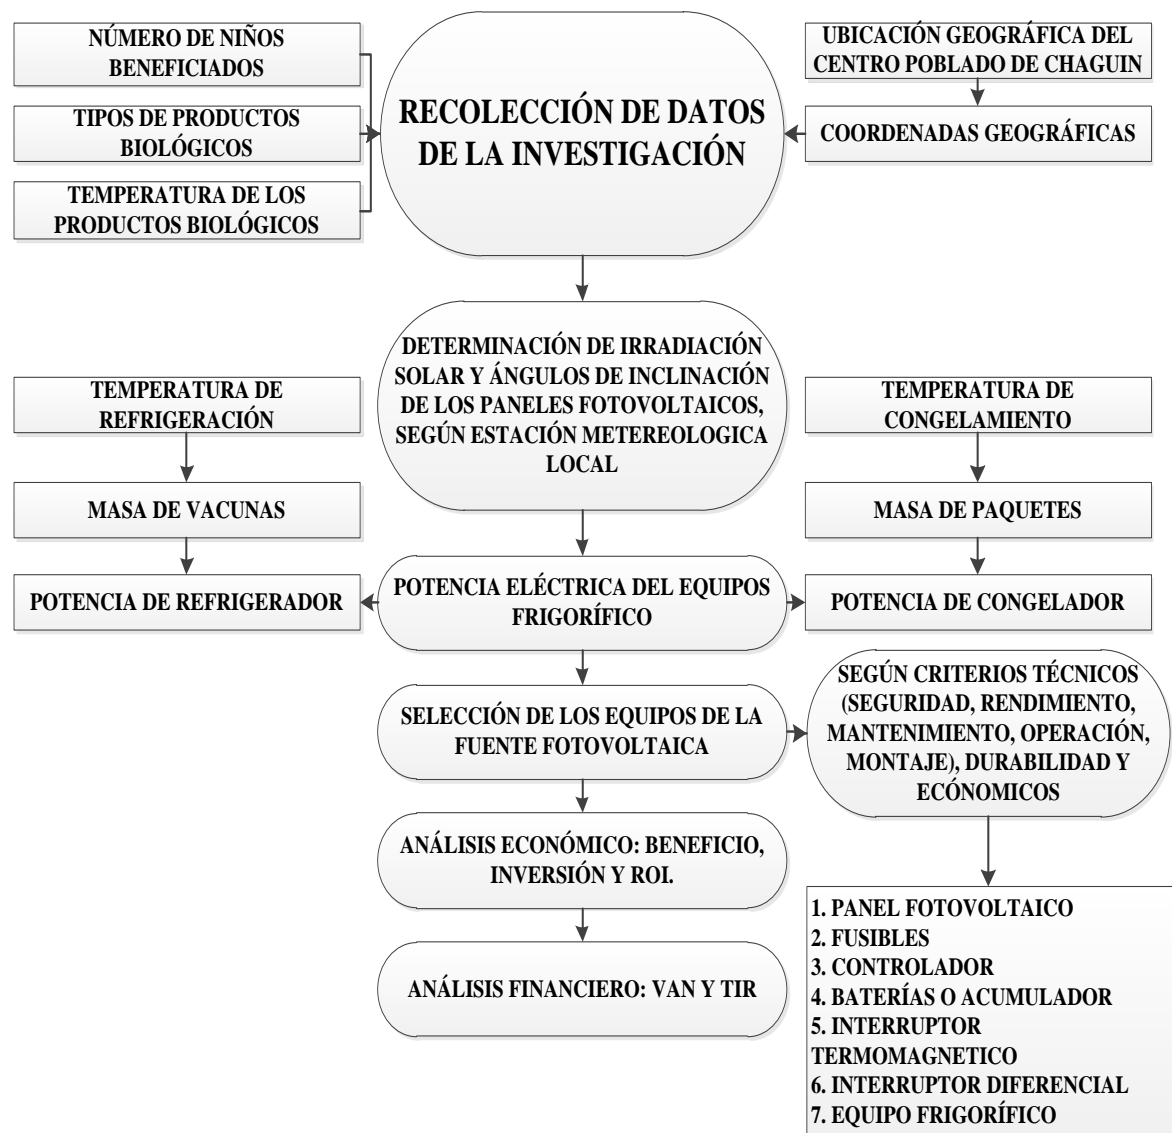 NÚMERO DE NIÑOS
BENEFICIADOS
TIPOS DE PRODUCTOS
BIOLÓGICOS
TEMPERATURA DE LOS
PRODUCTOS BIOLÓGICOS
RECOLECCIÓN DE DATOS
DE LA INVESTIGACIÓN
UBICACIÓN GEOGRÁFICA DEL
CENTRO POBLADO DE CHAGUIN
COORDENADAS GEOGRÁFICAS
DETERMINACIÓN DE IRRADIACIÓN
SOLAR Y ÁNGULOS DE INCLINACIÓN
DE LOS PANELES FOTOVOLTAICOS,
SEGÚN ESTACIÓN METEREOLOGICA
LOCAL
TEMPERATURA DE
REFRIGERACIÓN
MASA DE VACUNAS
POTENCIA DE REFRIGERADOR
TEMPERATURA DE
CONGELAMIENTO
MASA DE PAQUETES
POTENCIA DE CONGELADOR
POTENCIA ELÉCTRICA DEL EQUIPOS
FRIGORÍFICO
SELECCIÓN DE LOS EQUIPOS DE LA
FUENTE FOTOVOLTAICA
SEGÚN CRITERIOS TÉCNICOS
(SEGURIDAD, RENDIMIENTO,
MANTENIMIENTO, OPERACIÓN,
MONTAJE), DURABILIDAD Y
ECÓNOMICOS
ANÁLISIS ECONÓMICO: BENEFICIO,
INVERSIÓN Y ROI.
ANÁLISIS FINANCIERO: VAN Y TIR
1. PANEL FOTOVOLTAICO
2. FUSIBLES
3. CONTROLADOR
4. BATERÍAS O ACUMULADOR
5. INTERRUPTOR
TERMOMAGNETICO
6. INTERRUPTOR DIFERENCIAL
7. EQUIPO FRIGORÍFICO